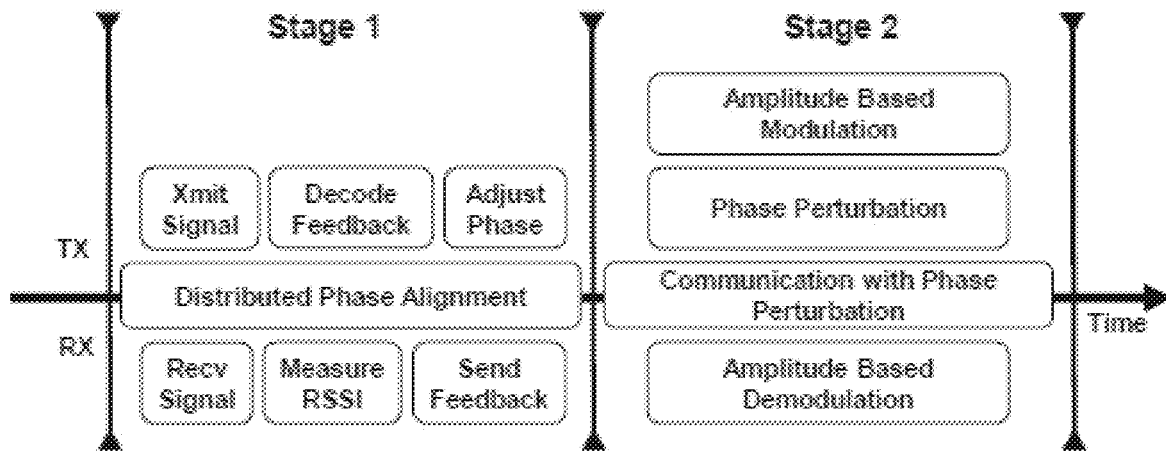 Stage 1
Stage 2
Amplitude Based
Modulation
Xmit
Signal
Decode
Feedback
Adjust
Phase
Phase Perturbation
TX
Distributed Phase Alignment
Communication with Phase
Perturbation
Time
RX
Recv
Signal
Measure
RSSI
Send
Feedback
Amplitude Based
Demodulation